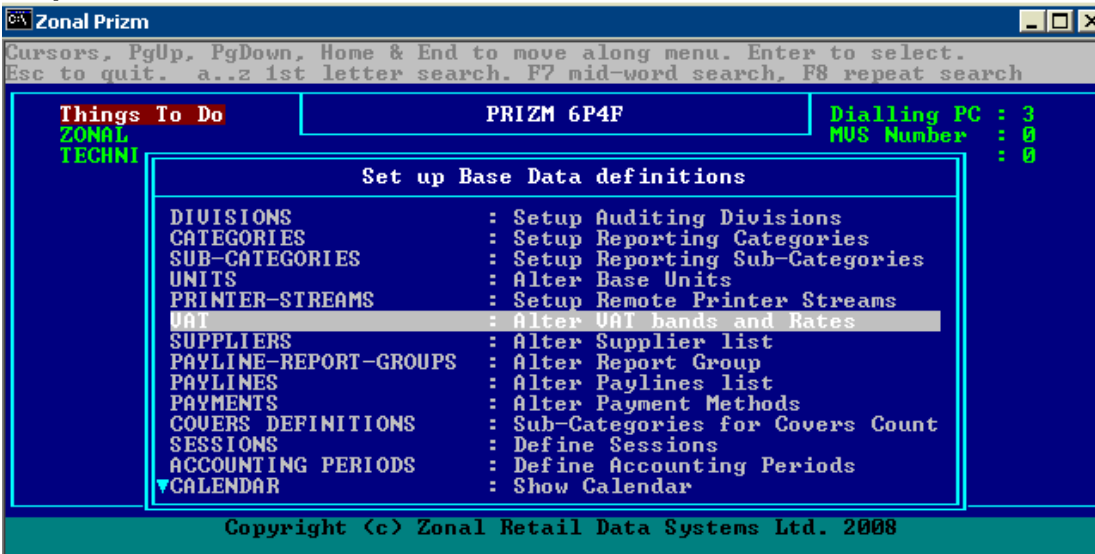 Zonal Prizm
Cursors, PgUp, PgDown, Home & End to move along menu. Enter to select.
Esc to quit. a..z 1st letter search. F7 mid-word search, F8 repeat search
Things To Do PRIZM 6P4F Dialling PC : 3
ZONAL MVS Number : 0
TECHNI : 0
Set up Base Data definitions
DIVISIONS : Setup Auditing Divisions
CATEGORIES : Setup Reporting Categories
SUB-CATEGORIES : Setup Reporting Sub-Categories
UNITS : Alter Base Units
PRINTER-STREAMS : Setup Remote Printer Streams
VAT : Alter VAT bands and Rates
SUPPLIERS : Alter Supplier list
PAYLINE-REPORT-GROUPS : Alter Report Group
PAYLINES : Alter Paylines list
PAYMENTS : Alter Payment Methods
COVERS DEFINITIONS : Sub-Categories for Covers Count
SESSIONS : Define Sessions
ACCOUNTING PERIODS : Define Accounting Periods
▼CALENDAR : Show Calendar
Copyright (c) Zonal Retail Data Systems Ltd. 2008